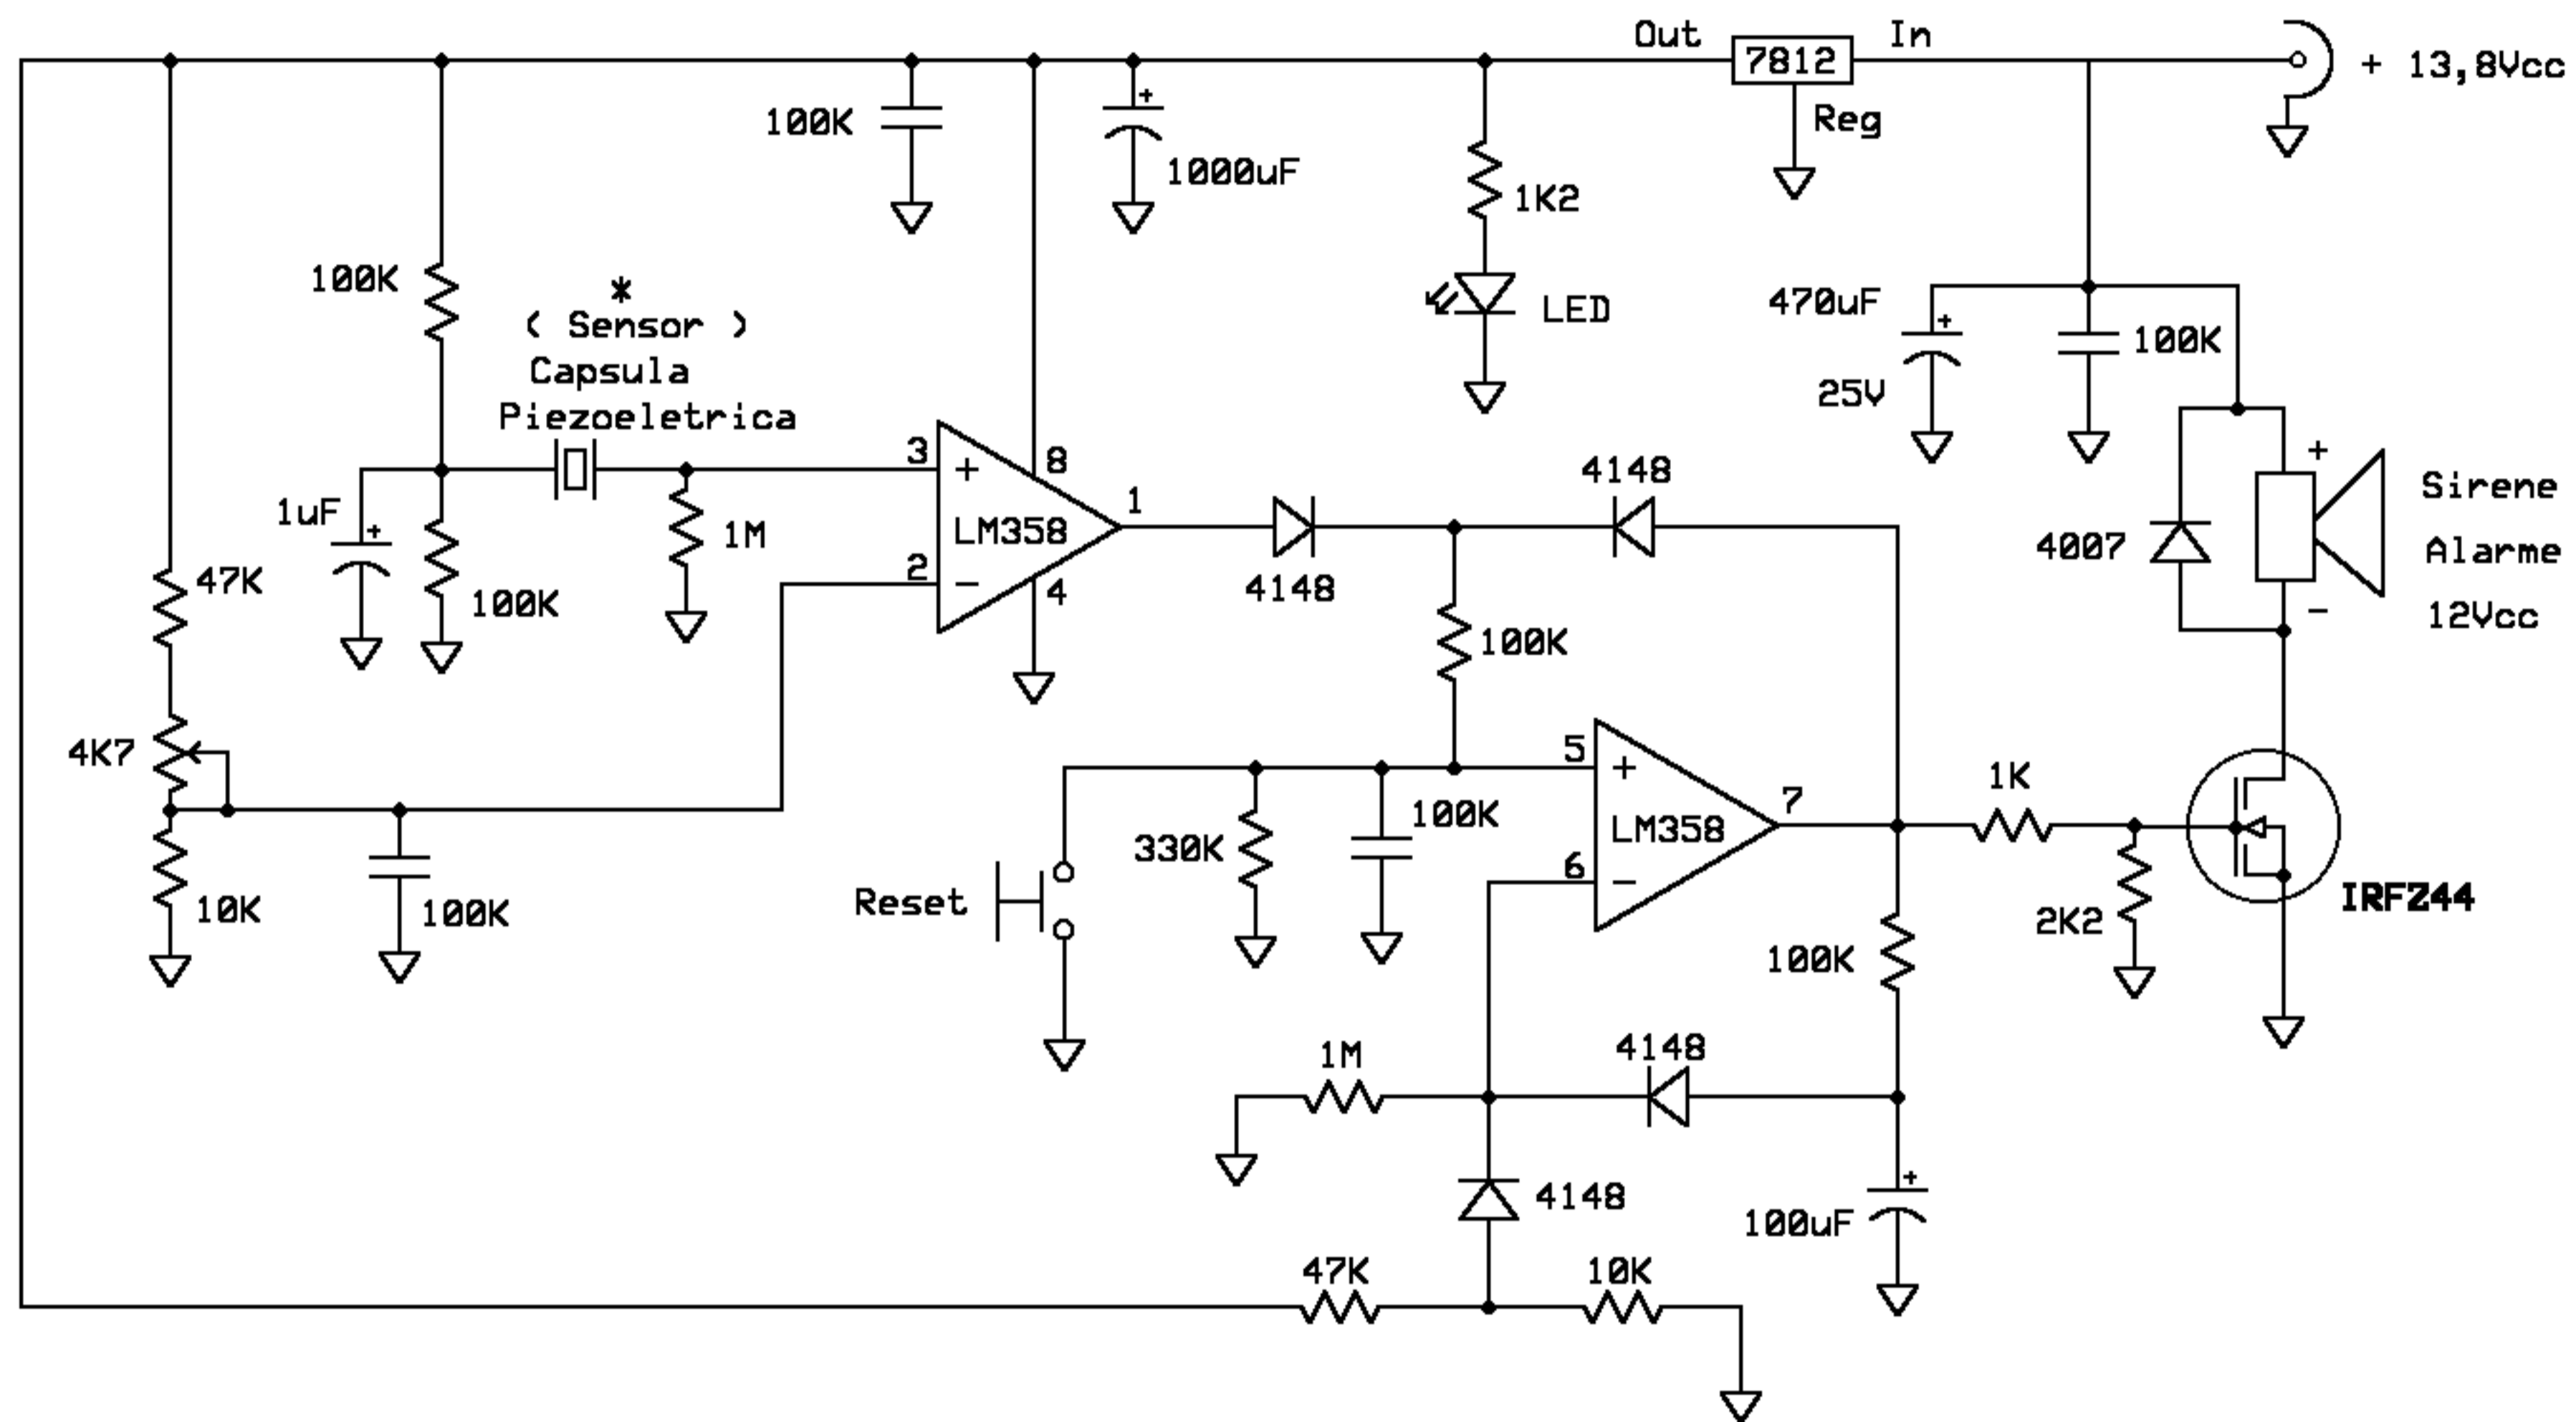 Out
7812
In
+ 13,8Vcc
Reg
100K
1000uF
1K2
LED
100K
*
( Sensor )
Capsula
Piezoeletrica
470uF
25V
100K
3
+
8
LM358
1
2
-
4
1uF
+
100K
1M
47K
4148
4148
4007
+
-
Sirene
Alarme
12Vcc
100K
4K7
10K
100K
Reset
330K
100K
5
+
LM358
6
-
7
1K
2K2
IRFZ44
100K
1M
4148
4148
100uF
+
47K
10K